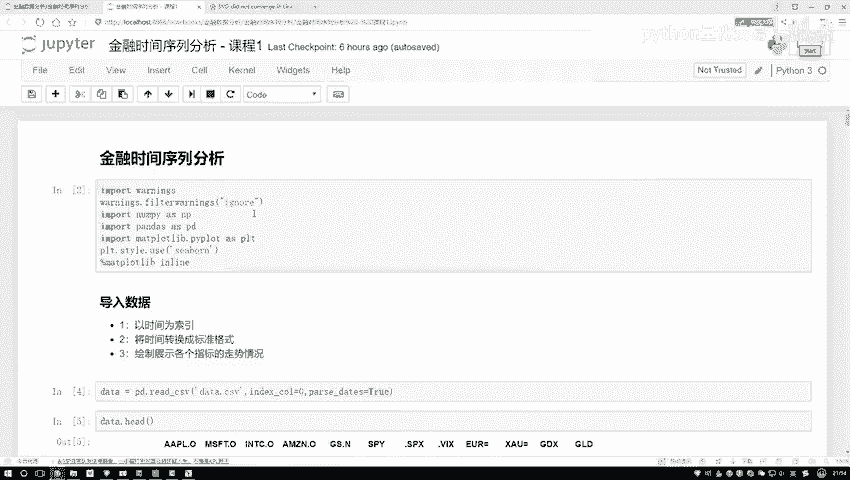 http://localhost:8888/notebooks/
jupyter 金融时间序列分析 - 课程1 Last Checkpoint: 6 hours ago (autosaved)
File Edit View Insert Cell Kernel Widgets Help
Not Trusted Python 3
Code
金融时间序列分析
In [2]: import warnings
warnings.filterwarnings("ignore")
import numpy as np
import pandas as pd
import matplotlib.pyplot as plt
plt.style.use('seaborn')
%matplotlib inline
导入数据
1：以时间为索引
2：将时间转换成标准格式
3：绘制展示各个指标的走势情况
In [4]: data = pd.read_csv('data.csv',index_col=0,parse_dates=True)
In [5]: data.head()
Out[5]: AAPL.O MSFT.O INTC.O AMZN.O GS.N SPY .SPX .VIX EUR= XAU= GDX GLD